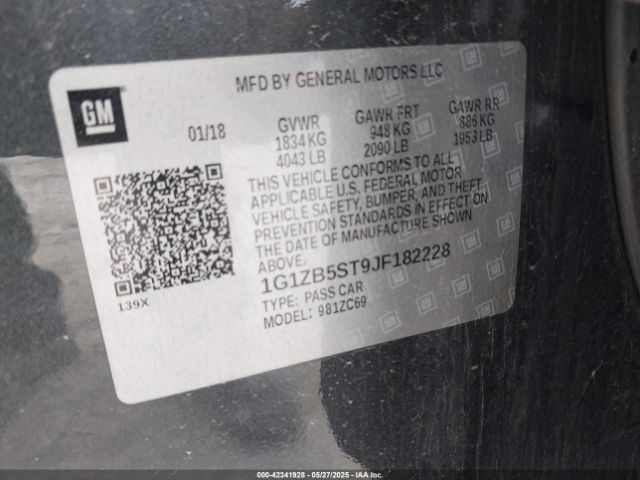 MFD BY GENERAL MOTORS LLC
GM
01/18 GVWR GAWR FRT GAWR RR
1834 KG 948 KG 886 KG
4043 LB 2090 LB 1953 LB
THIS VEHICLE CONFORMS TO ALL
APPLICABLE U.S. FEDERAL MOTOR
VEHICLE SAFETY, BUMPER, AND THEFT
PREVENTION STANDARDS IN EFFECT ON
THE DATE OF MANUFACTURE SHOWN
ABOVE.
1G1ZB5ST9JF182228
TYPE: PASS CAR
MODEL: 981ZC69
139X
000-42341928 - 05/27/2025 - IAAI.COM